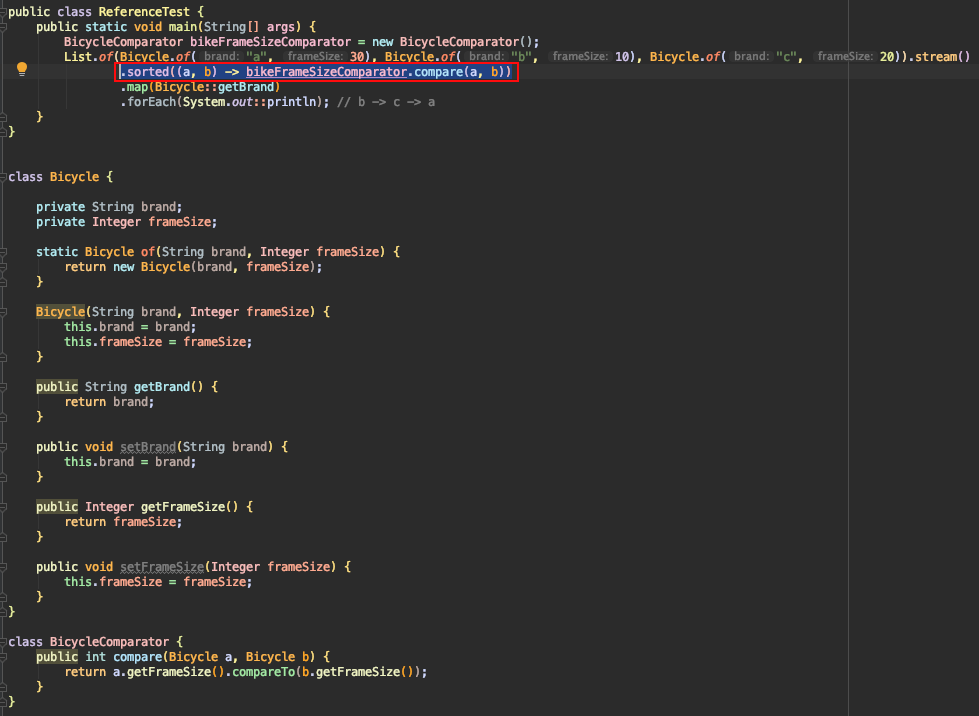 public class ReferenceTest {
public static void main(String[] args) {
BicycleComparator bikeFrameSizeComparator = new BicycleComparator();
List.of(Bicycle.of( brand: "a", frameSize: 30), Bicycle.of( brand: "b", frameSize: 10), Bicycle.of( brand: "c", frameSize: 20)).stream()
.sorted((a, b) -> bikeFrameSizeComparator.compare(a, b))
.map(Bicycle::getBrand)
.forEach(System.out::println); // b -> c -> a
}
}
class Bicycle {
private String brand;
private Integer frameSize;
static Bicycle of(String brand, Integer frameSize) {
return new Bicycle(brand, frameSize);
}
Bicycle(String brand, Integer frameSize) {
this.brand = brand;
this.frameSize = frameSize;
}
public String getBrand() {
return brand;
}
public void setBrand(String brand) {
this.brand = brand;
}
public Integer getFrameSize() {
return frameSize;
}
public void setFrameSize(Integer frameSize) {
this.frameSize = frameSize;
}
}
class BicycleComparator {
public int compare(Bicycle a, Bicycle b) {
return a.getFrameSize().compareTo(b.getFrameSize());
}
}